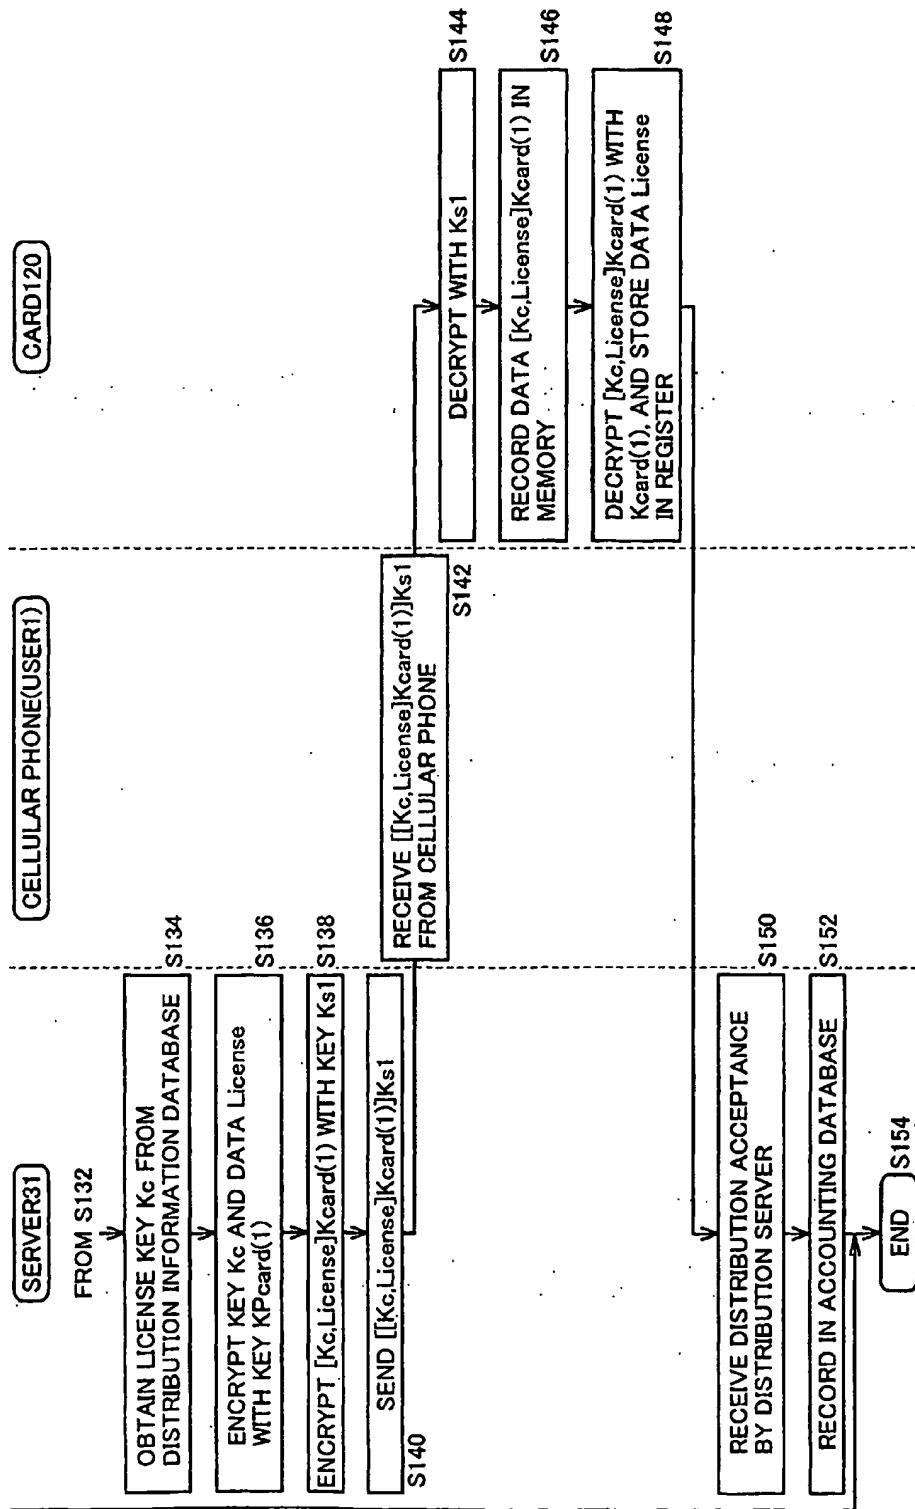 SERVER31
CELLULAR PHONE(USER1)
CARD120
FROM S132
OBTAIN LICENSE KEY Kc FROM
DISTRIBUTION INFORMATION DATABASE
S134
ENCRYPT KEY Kc AND DATA License
WITH KEY KPcard(1)
S136
ENCRYPT [Kc,License]Kcard(1) WITH KEY Ks1
S138
SEND [[Kc,License]Kcard(1)]Ks1
S140
RECEIVE [[Kc,License]Kcard(1)]Ks1
FROM CELLULAR PHONE
S142
DECRYPT WITH Ks1
S144
RECORD DATA [Kc,License]Kcard(1) IN
MEMORY
S146
DECRYPT [Kc,License]Kcard(1) WITH
Kcard(1), AND STORE DATA License
IN REGISTER
S148
RECEIVE DISTRIBUTION ACCEPTANCE
BY DISTRIBUTION SERVER
S150
RECORD IN ACCOUNTING DATABASE
S152
END
S154